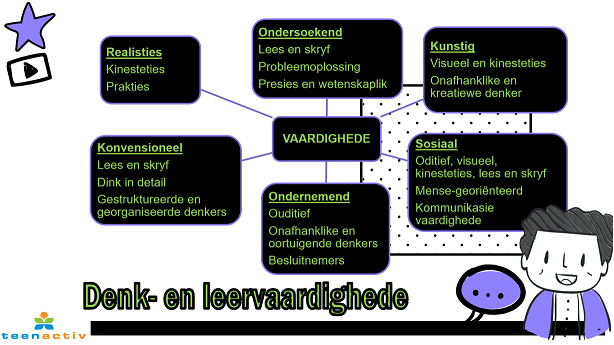 Realisties
Kinesteties
Prakties
Ondersoekend
Lees en skryf
Probleemoplossing
Presies en wetenskaplik
Kunstig
Visueel en kinesteties
Onafhanklike en
kreatiewe denker
VAARDIGHEDE
Konvensioneel
Lees en skryf
Dink in detail
Gestruktureerde en
georganiseerde denkers
Ondernemend
Ouditief
Onafhanklike en
oortuigende denkers
Besluitnemers
Sosiaal
Oditief, visueel,
kinesteties, lees en skryf
Mense-georiënteerd
Kommunikasie
vaardighede
Denk- en leervaardighede
teenactiv